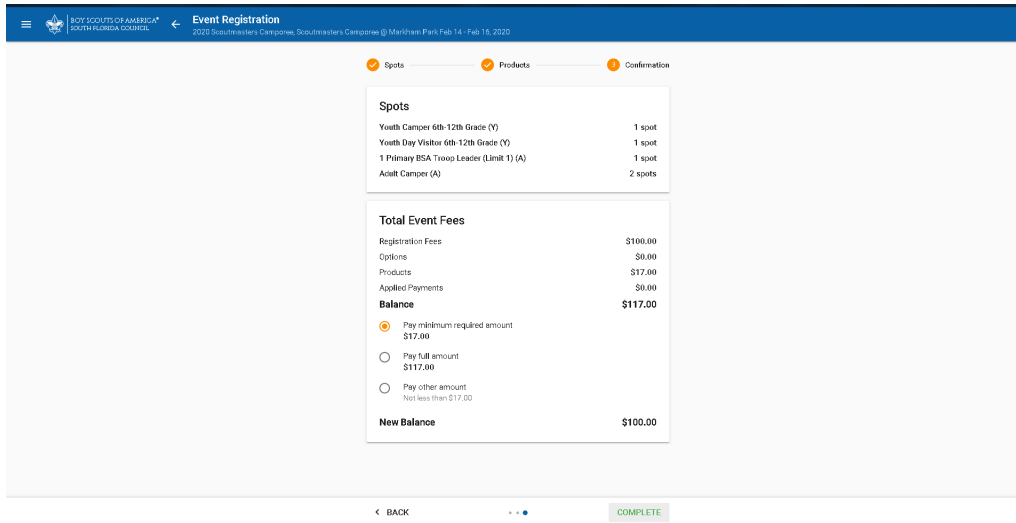 BOY SCOUTS OF AMERICA®
SOUTH FLORIDA COUNCIL
Event Registration
2020 Scoutmasters Camporee, Scoutmasters Camporee @ Markham Park Feb 14 - Feb 16, 2020
Spots Products 3 Confirmation
Spots
Youth Camper 6th-12th Grade (Y) 1 spot
Youth Day Visitor 6th-12th Grade (Y) 1 spot
1 Primary BSA Troop Leader (Limit 1) (A) 1 spot
Adult Camper (A) 2 spots
Total Event Fees
Registration Fees $100.00
Options $0.00
Products $17.00
Applied Payments $0.00
Balance $117.00
Pay minimum required amount
$17.00
Pay full amount
$117.00
Pay other amount
Not less than $17.00
New Balance $100.00
BACK COMPLETE